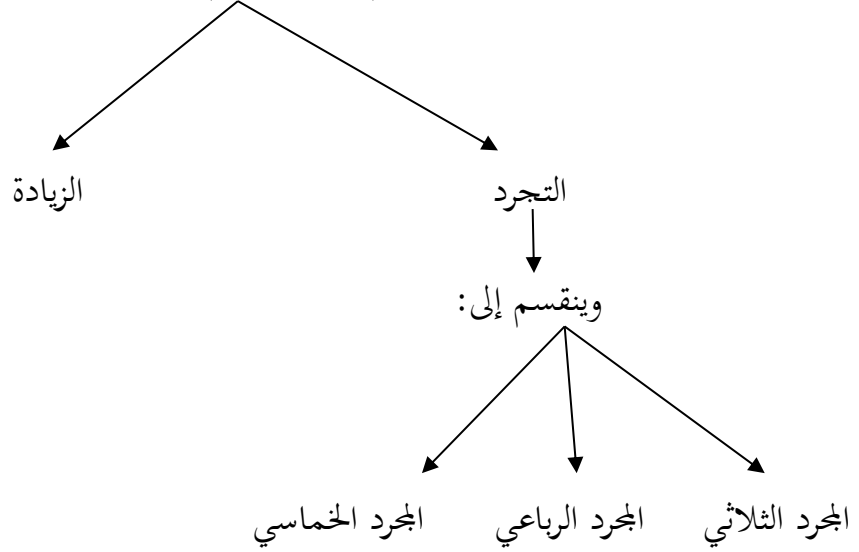 التجرد الزيادة
وينقسم إلى:
المجرد الثلاثي المجرد الرباعي المجرد الخماسي